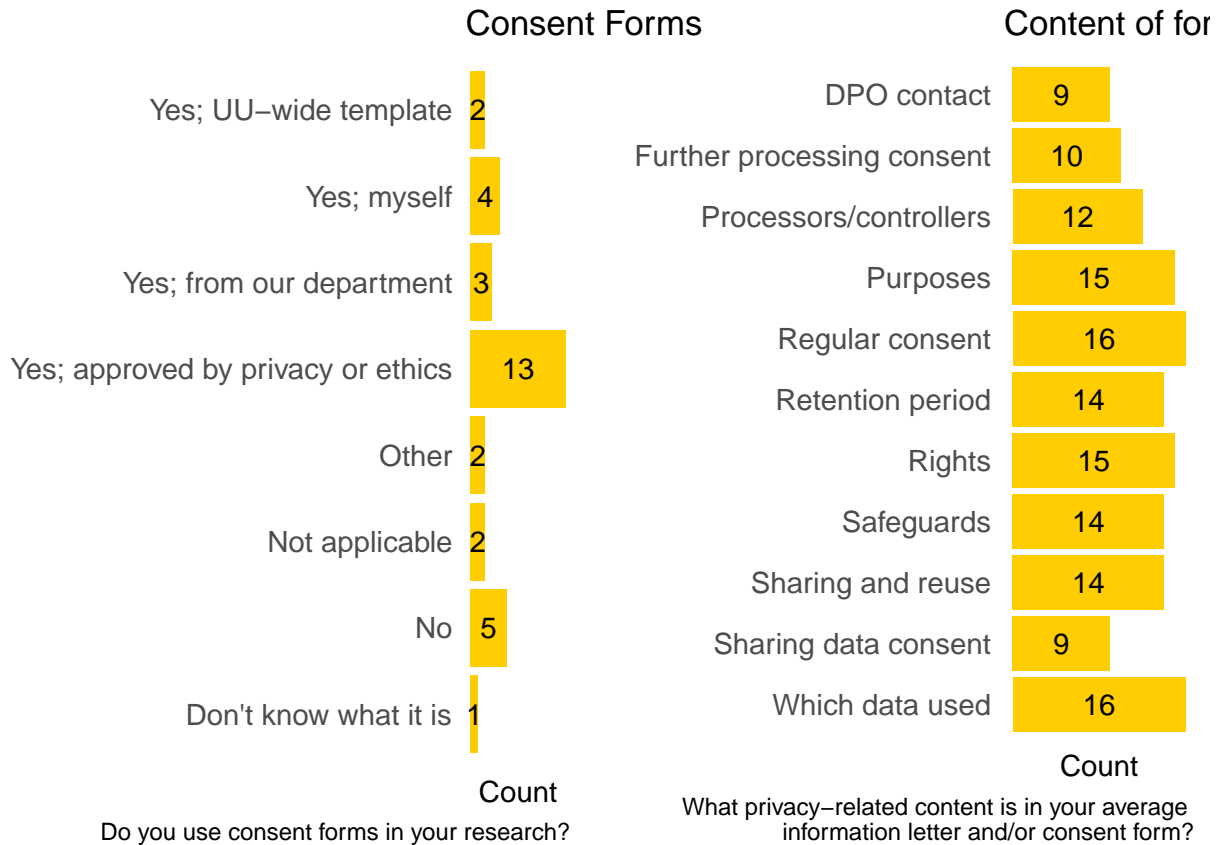 Consent Forms
Yes; UU−wide template 2
Yes; myself 4
Yes; from our department 3
Yes; approved by privacy or ethics 13
Other 2
Not applicable 2
No 5
Don't know what it is 1
Count
Do you use consent forms in your research?
Content of for
DPO contact 9
Further processing consent 10
Processors/controllers 12
Purposes 15
Regular consent 16
Retention period 14
Rights 15
Safeguards 14
Sharing and reuse 14
Sharing data consent 9
Which data used 16
Count
What privacy−related content is in your average
information letter and/or consent form?